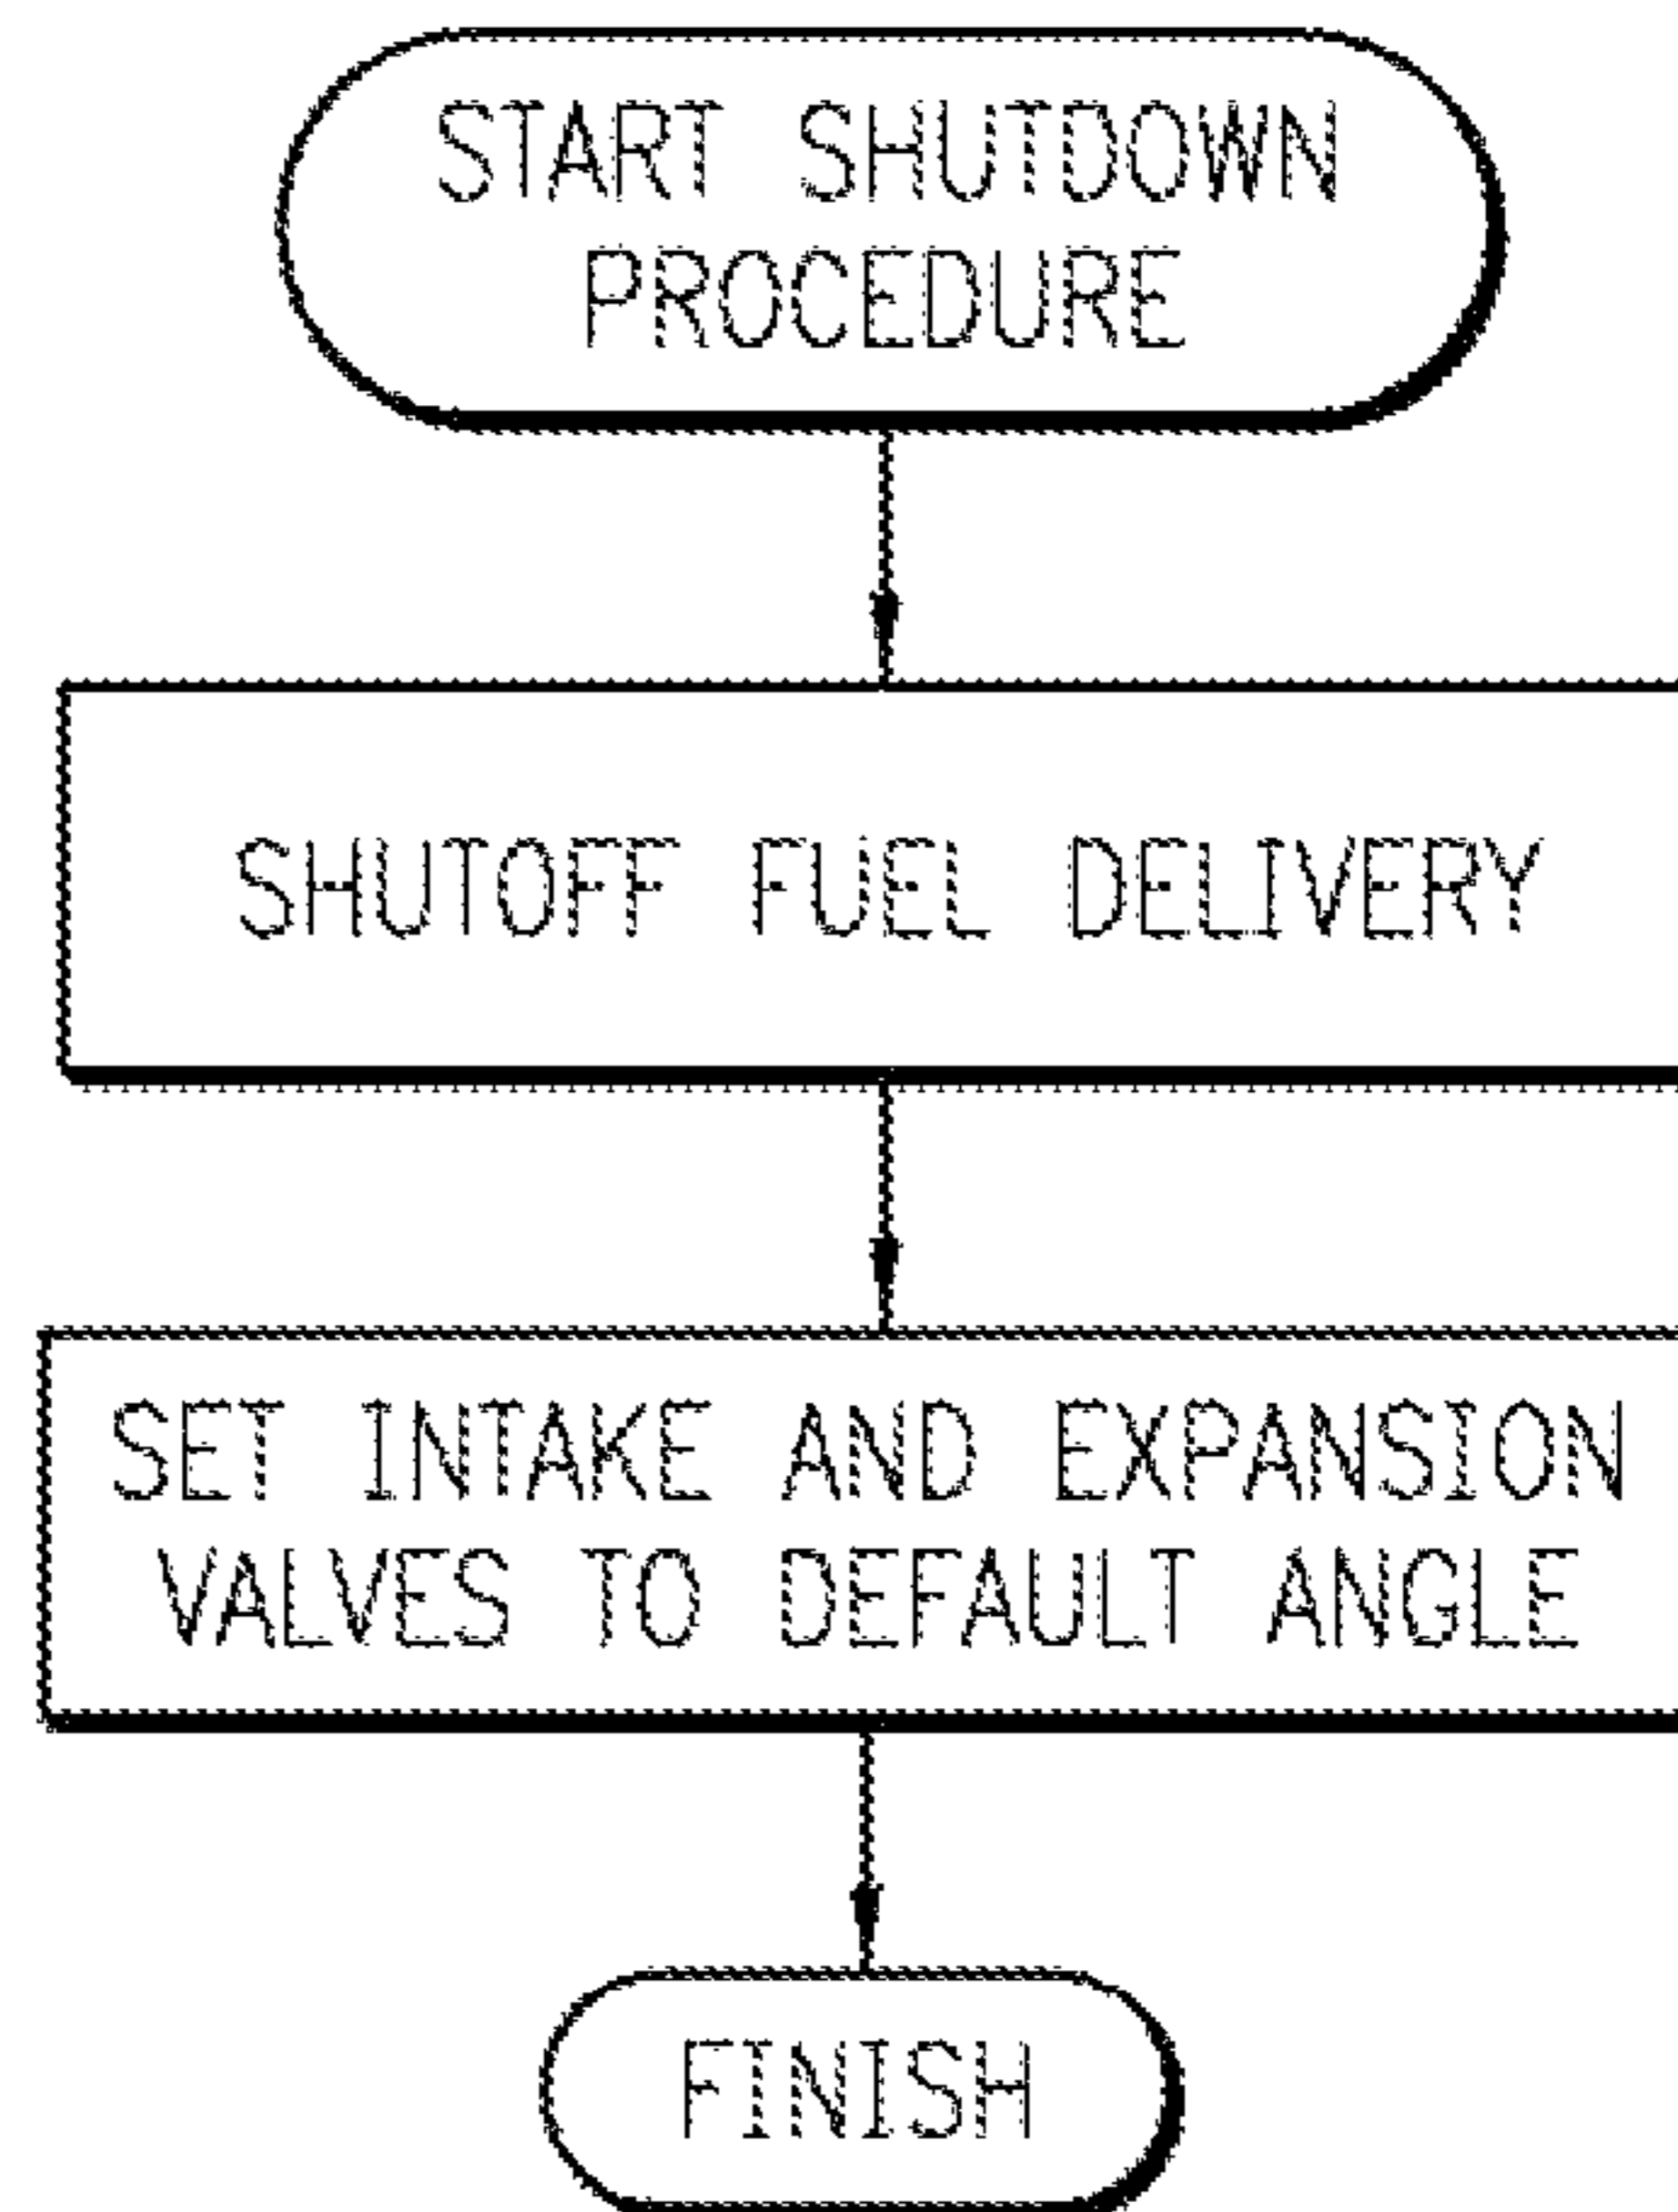 START SHUTDOWN
PROCEDURE
SHUTOFF FUEL DELIVERY
SET INTAKE AND EXPANSION
VALVES TO DEFAULT ANGLE
FINISH